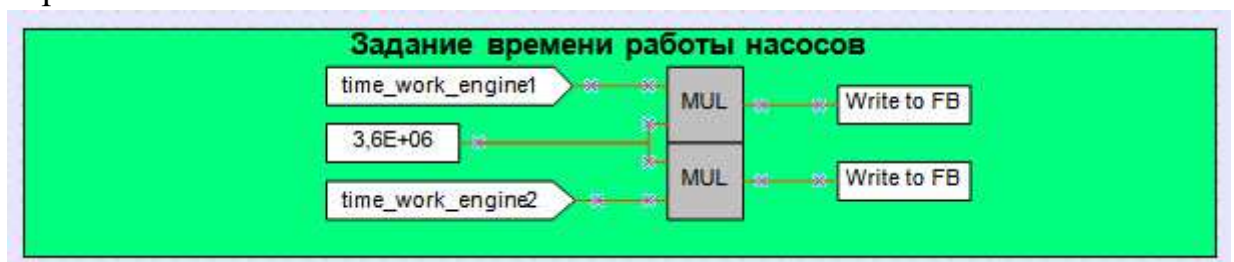 Задание времени работы насосов
time_work_engine1
MUL
Write to FB
3,6E+06
MUL
Write to FB
time_work_engine2